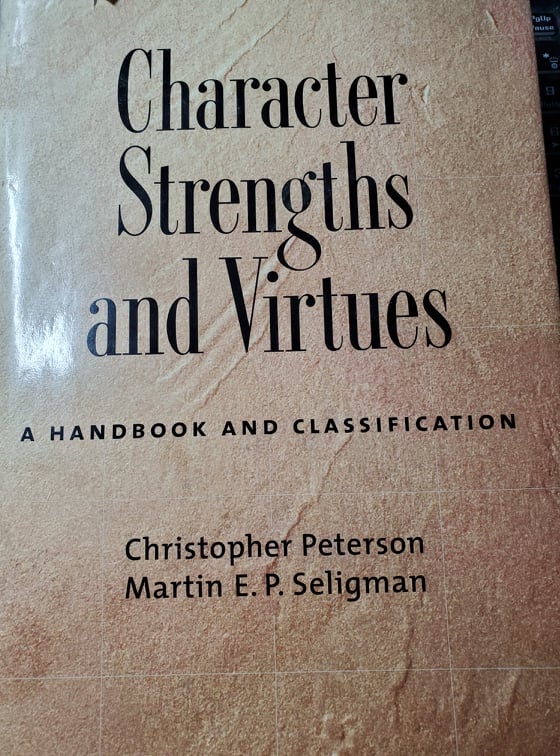 Character
Strengths
and Virtues
A HANDBOOK AND CLASSIFICATION
Christopher Peterson
Martin E. P. Seligman